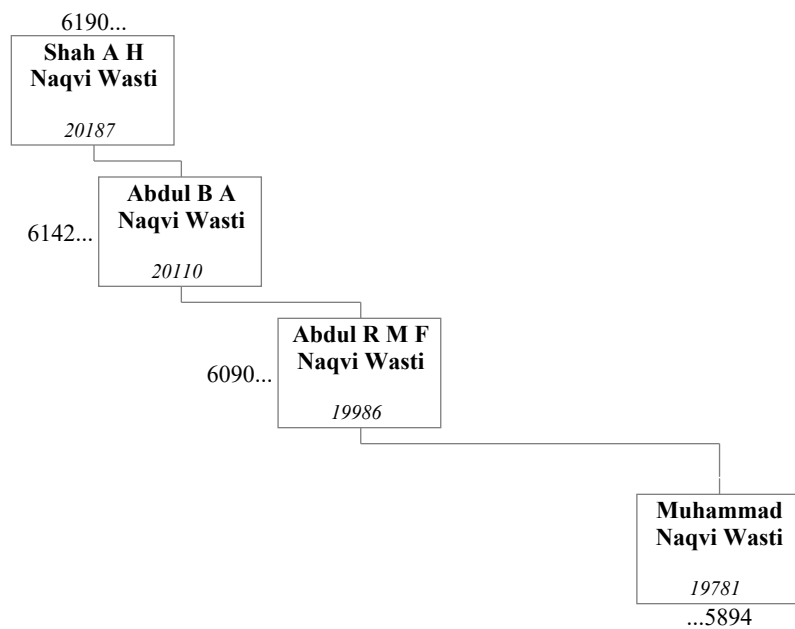 6190...
Shah A H
Naqvi Wasti
20187
Abdul B A
Naqvi Wasti
6142...
20110
Abdul R M F
Naqvi Wasti
6090...
19986
Muhammad
Naqvi Wasti
19781
...5894